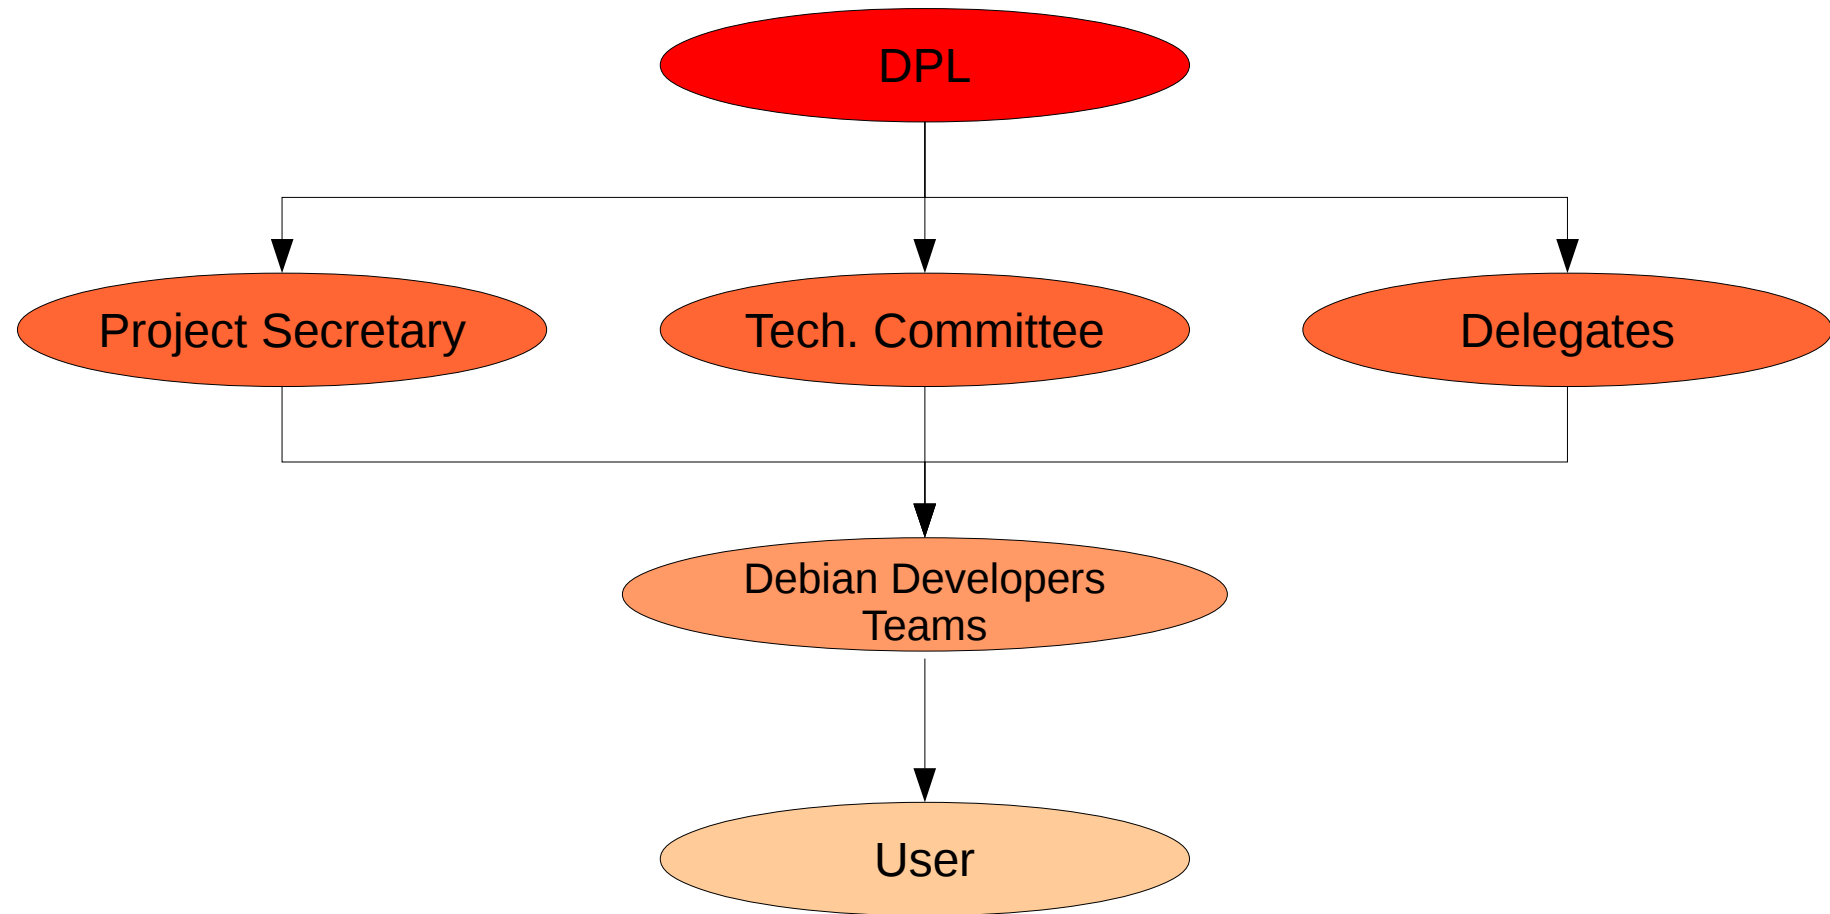 DPL
Project Secretary
Tech. Committee
Delegates
Debian Developers
Teams
User